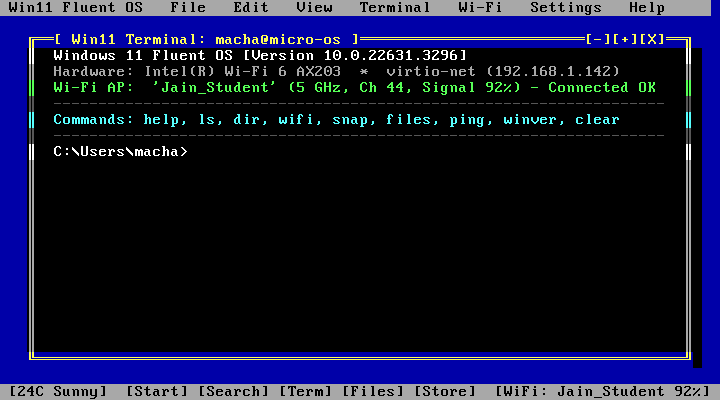 Win11 Fluent OS   File   Edit   View   Terminal   Wi-Fi   Settings   Help
[ Win11 Terminal: macha@micro-os ] [-][+][X]
Windows 11 Fluent OS [Version 10.0.22631.3296]
Hardware: Intel(R) Wi-Fi 6 AX203  *  virtio-net (192.168.1.142)
Wi-Fi AP:  'Jain_Student' (5 GHz, Ch 44, Signal 92%) - Connected OK
--------------------------------------------------------------------
Commands: help, ls, dir, wifi, snap, files, ping, winver, clear
--------------------------------------------------------------------
C:\Users\macha>
[24C Sunny]  [Start] [Search] [Term] [Files] [Store]  [WiFi: Jain_Student 92%]